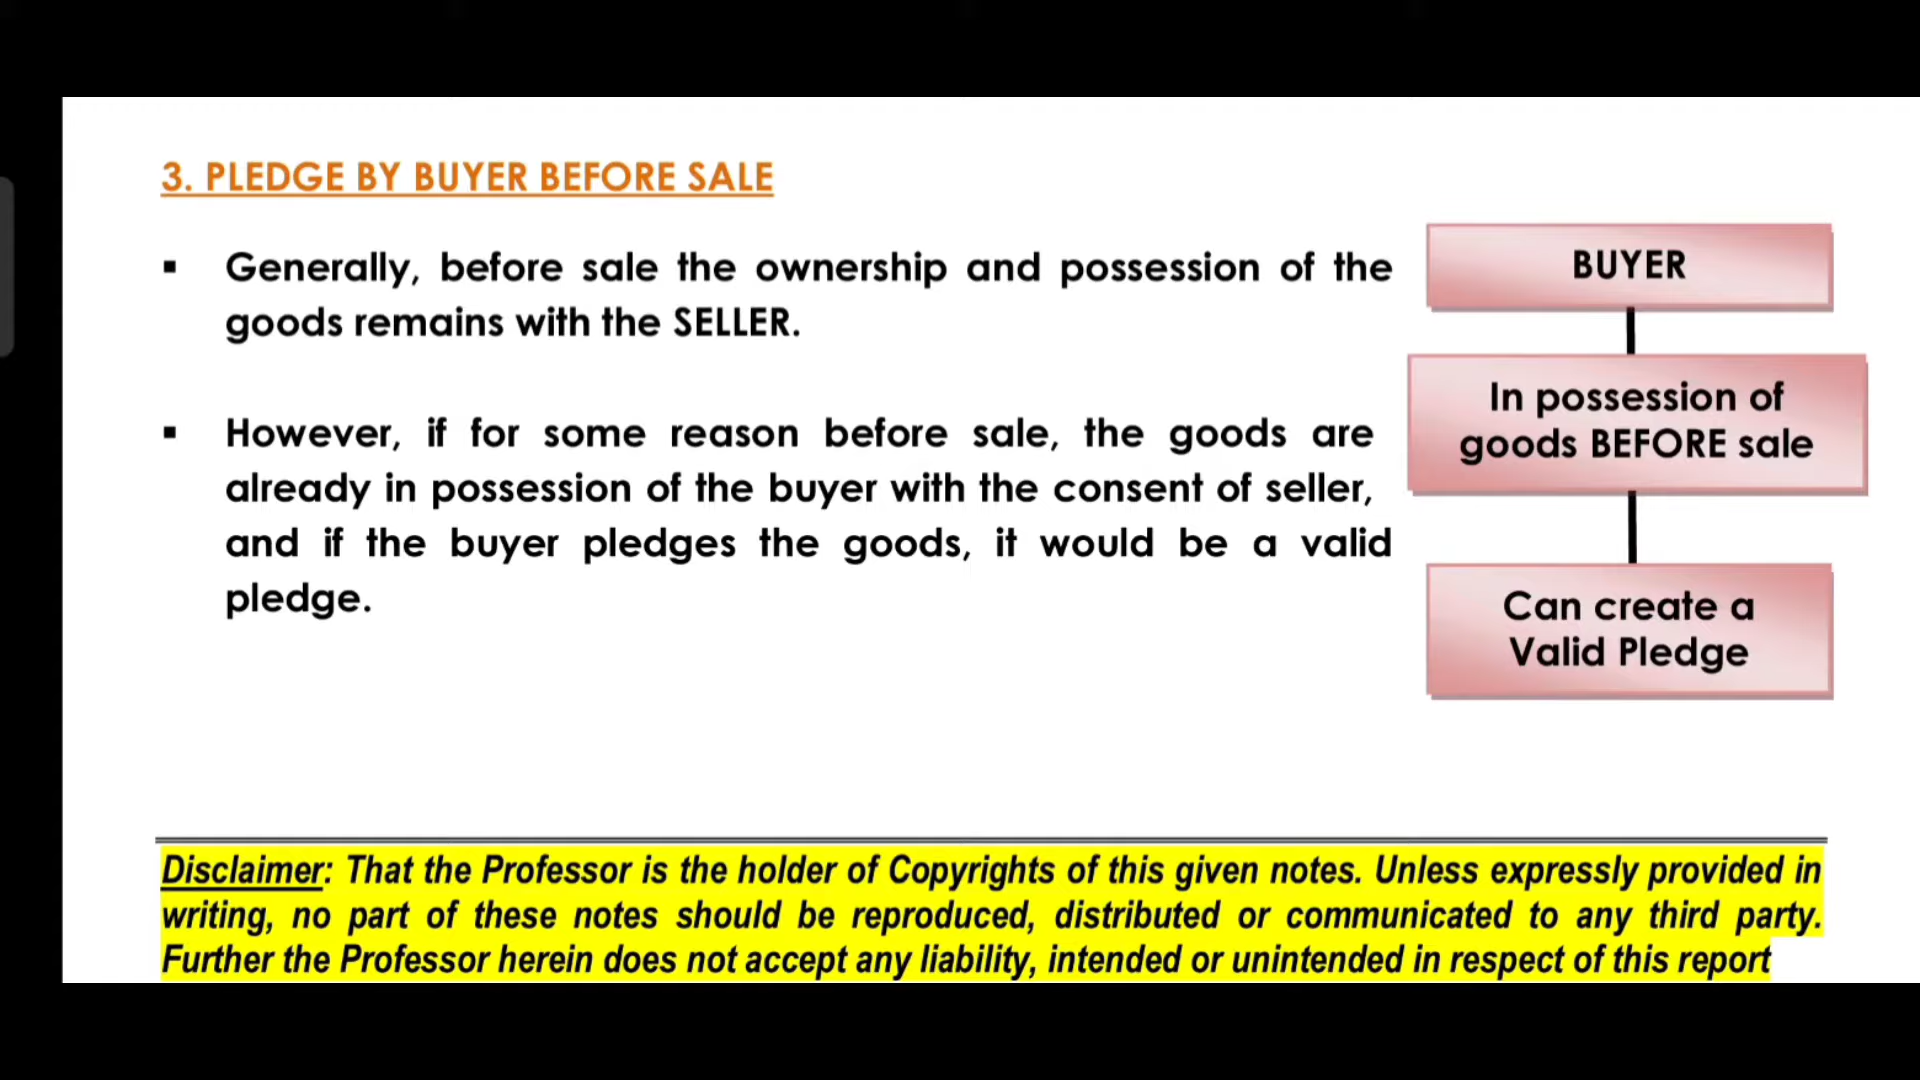 3. PLEDGE BY BUYER BEFORE SALE
▪ Generally, before sale the ownership and possession of the
goods remains with the SELLER.
▪ However, if for some reason before sale, the goods are
already in possession of the buyer with the consent of seller,
and if the buyer pledges the goods, it would be a valid
pledge.
BUYER
In possession of
goods BEFORE sale
Can create a
Valid Pledge
Disclaimer: That the Professor is the holder of Copyrights of this given notes. Unless expressly provided in
writing, no part of these notes should be reproduced, distributed or communicated to any third party.
Further the Professor herein does not accept any liability, intended or unintended in respect of this report